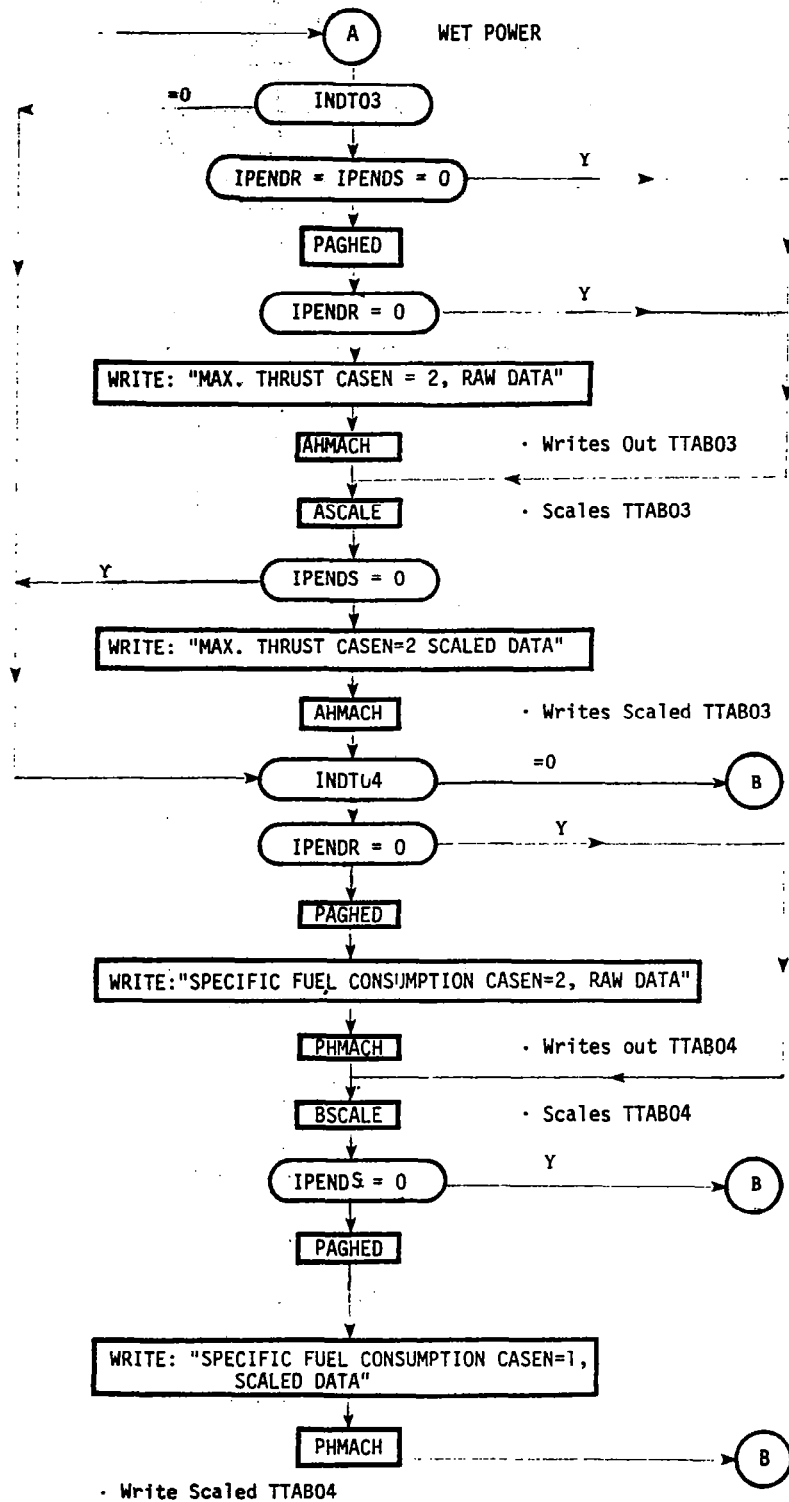 A WET POWER
=0 INDT03
IPENDR = IPENDS = 0 Y
PAGHED
IPENDR = 0 Y
WRITE: "MAX. THRUST CASEN = 2, RAW DATA"
AHMACH · Writes Out TTAB03
ASCALE · Scales TTAB03
Y IPENDS = 0
WRITE: "MAX. THRUST CASEN=2 SCALED DATA"
AHMACH · Writes Scaled TTAB03
INDT04 =0 B
IPENDR = 0 Y
PAGHED
WRITE:"SPECIFIC FUEL CONSUMPTION CASEN=2, RAW DATA"
PHMACH · Writes out TTAB04
BSCALE · Scales TTAB04
IPENDS = 0 Y B
PAGHED
WRITE: "SPECIFIC FUEL CONSUMPTION CASEN=1,
SCALED DATA"
PHMACH B
· Write Scaled TTAB04